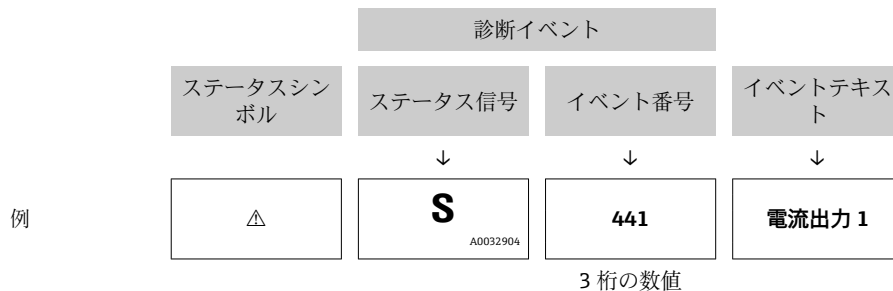 診断イベント
ステータスシン
ボル
ステータス信号
イベント番号
イベントテキス
ト
↓
↓
↓
例
⚠
S
A0032904
441
電流出力 1
3 桁の数値